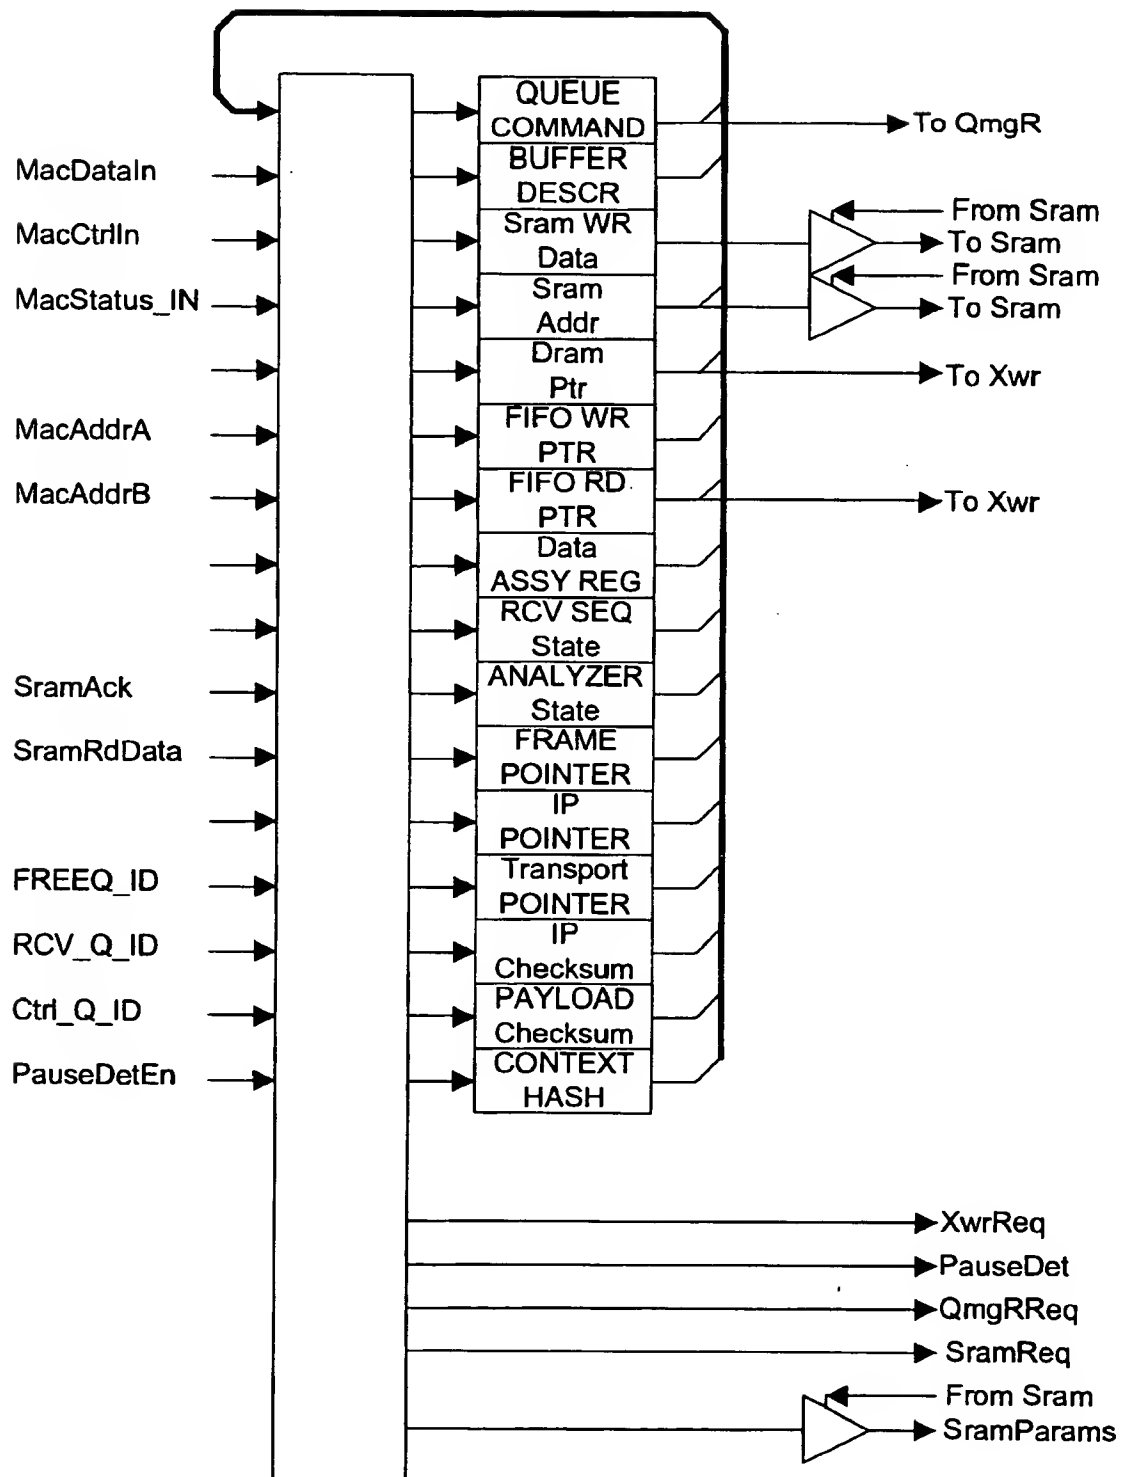 MacDataIn
MacCtrlIn
MacStatus_IN
MacAddrA
MacAddrB
SramAck
SramRdData
FREEQ_ID
RCV_Q_ID
Ctrl_Q_ID
PauseDetEn
QUEUE
COMMAND
BUFFER
DESCR
Sram WR
Data
Sram
Addr
Dram
Ptr
FIFO WR
PTR
FIFO RD
PTR
Data
ASSY REG
RCV SEQ
State
ANALYZER
State
FRAME
POINTER
IP
POINTER
Transport
POINTER
IP
Checksum
PAYLOAD
Checksum
CONTEXT
HASH
To QmgR
From Sram
To Sram
From Sram
To Sram
To Xwr
To Xwr
XwrReq
PauseDet
QmgRReq
SramReq
From Sram
SramParams